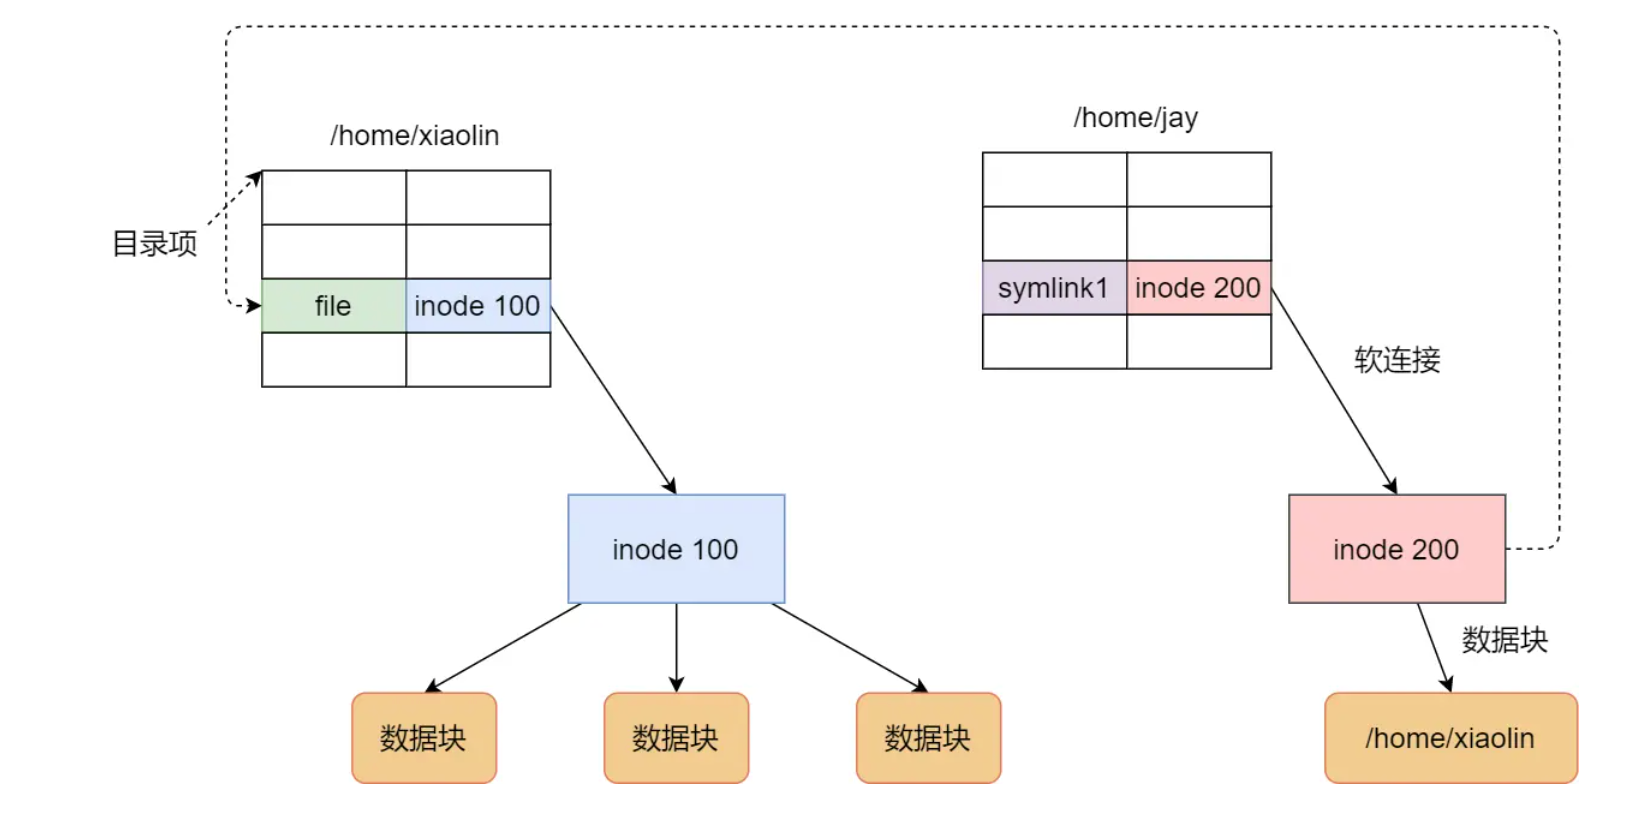 /home/xiaolin
/home/jay
目录项
file
inode 100
symlink1
inode 200
软连接
inode 100
inode 200
数据块
数据块
数据块
数据块
/home/xiaolin